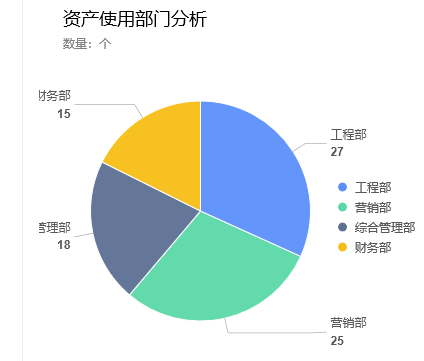 资产使用部门分析
数量：个
财务部
15
工程部
27
工程部
营销部
综合管理部
财务部
管理部
18
营销部
25